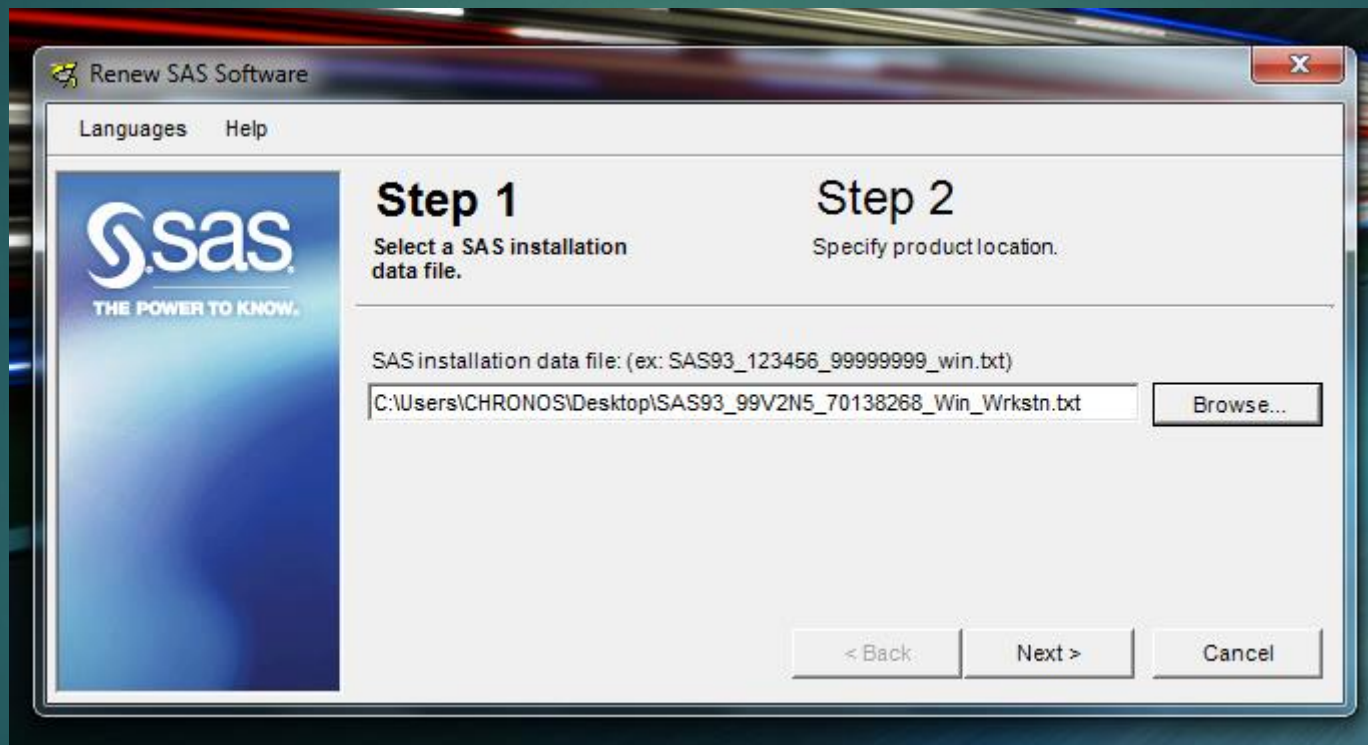 Renew SAS Software
X
Languages Help
sas
THE POWER TO KNOW.
Step 1
Select a SAS installation
data file.
Step 2
Specify product location.
SAS installation data file: (ex: SAS93_123456_99999999_win.txt)
C:\Users\CHRONOS\Desktop\SAS93_99V2N5_70138268_Win_Wrkstn.txt
Browse...
< Back
Next >
Cancel